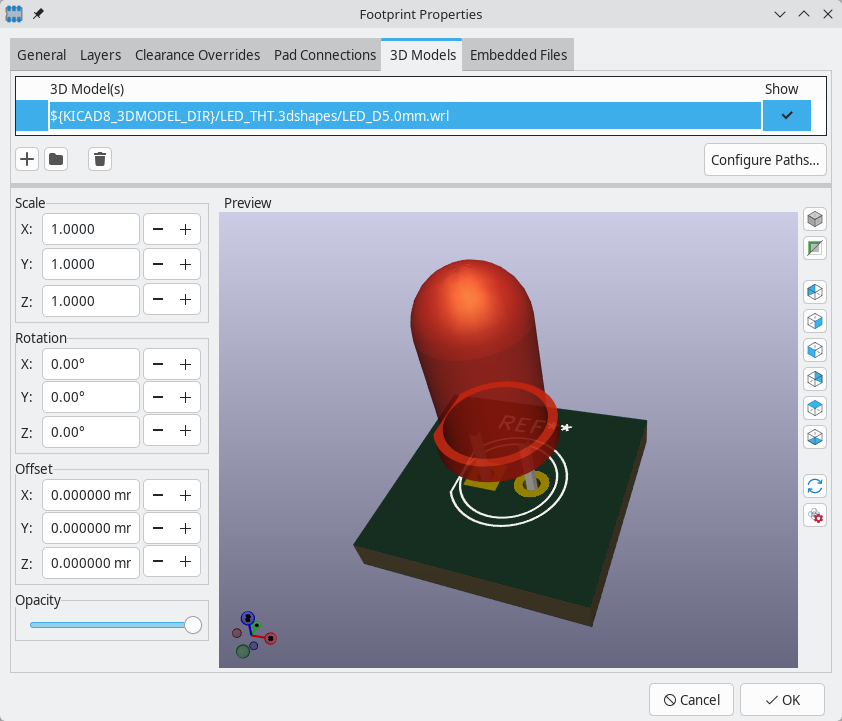 Footprint Properties
General Layers Clearance Overrides Pad Connections 3D Models Embedded Files
3D Model(s) Show
${KICAD8_3DMODEL_DIR}/LED_THT.3dshapes/LED_D5.0mm.wrl
Configure Paths...
Scale
X: 1.0000
Y: 1.0000
Z: 1.0000
Rotation
X: 0.00°
Y: 0.00°
Z: 0.00°
Offset
X: 0.000000 mr
Y: 0.000000 mr
Z: 0.000000 mr
Opacity
Preview
REF**
Cancel OK